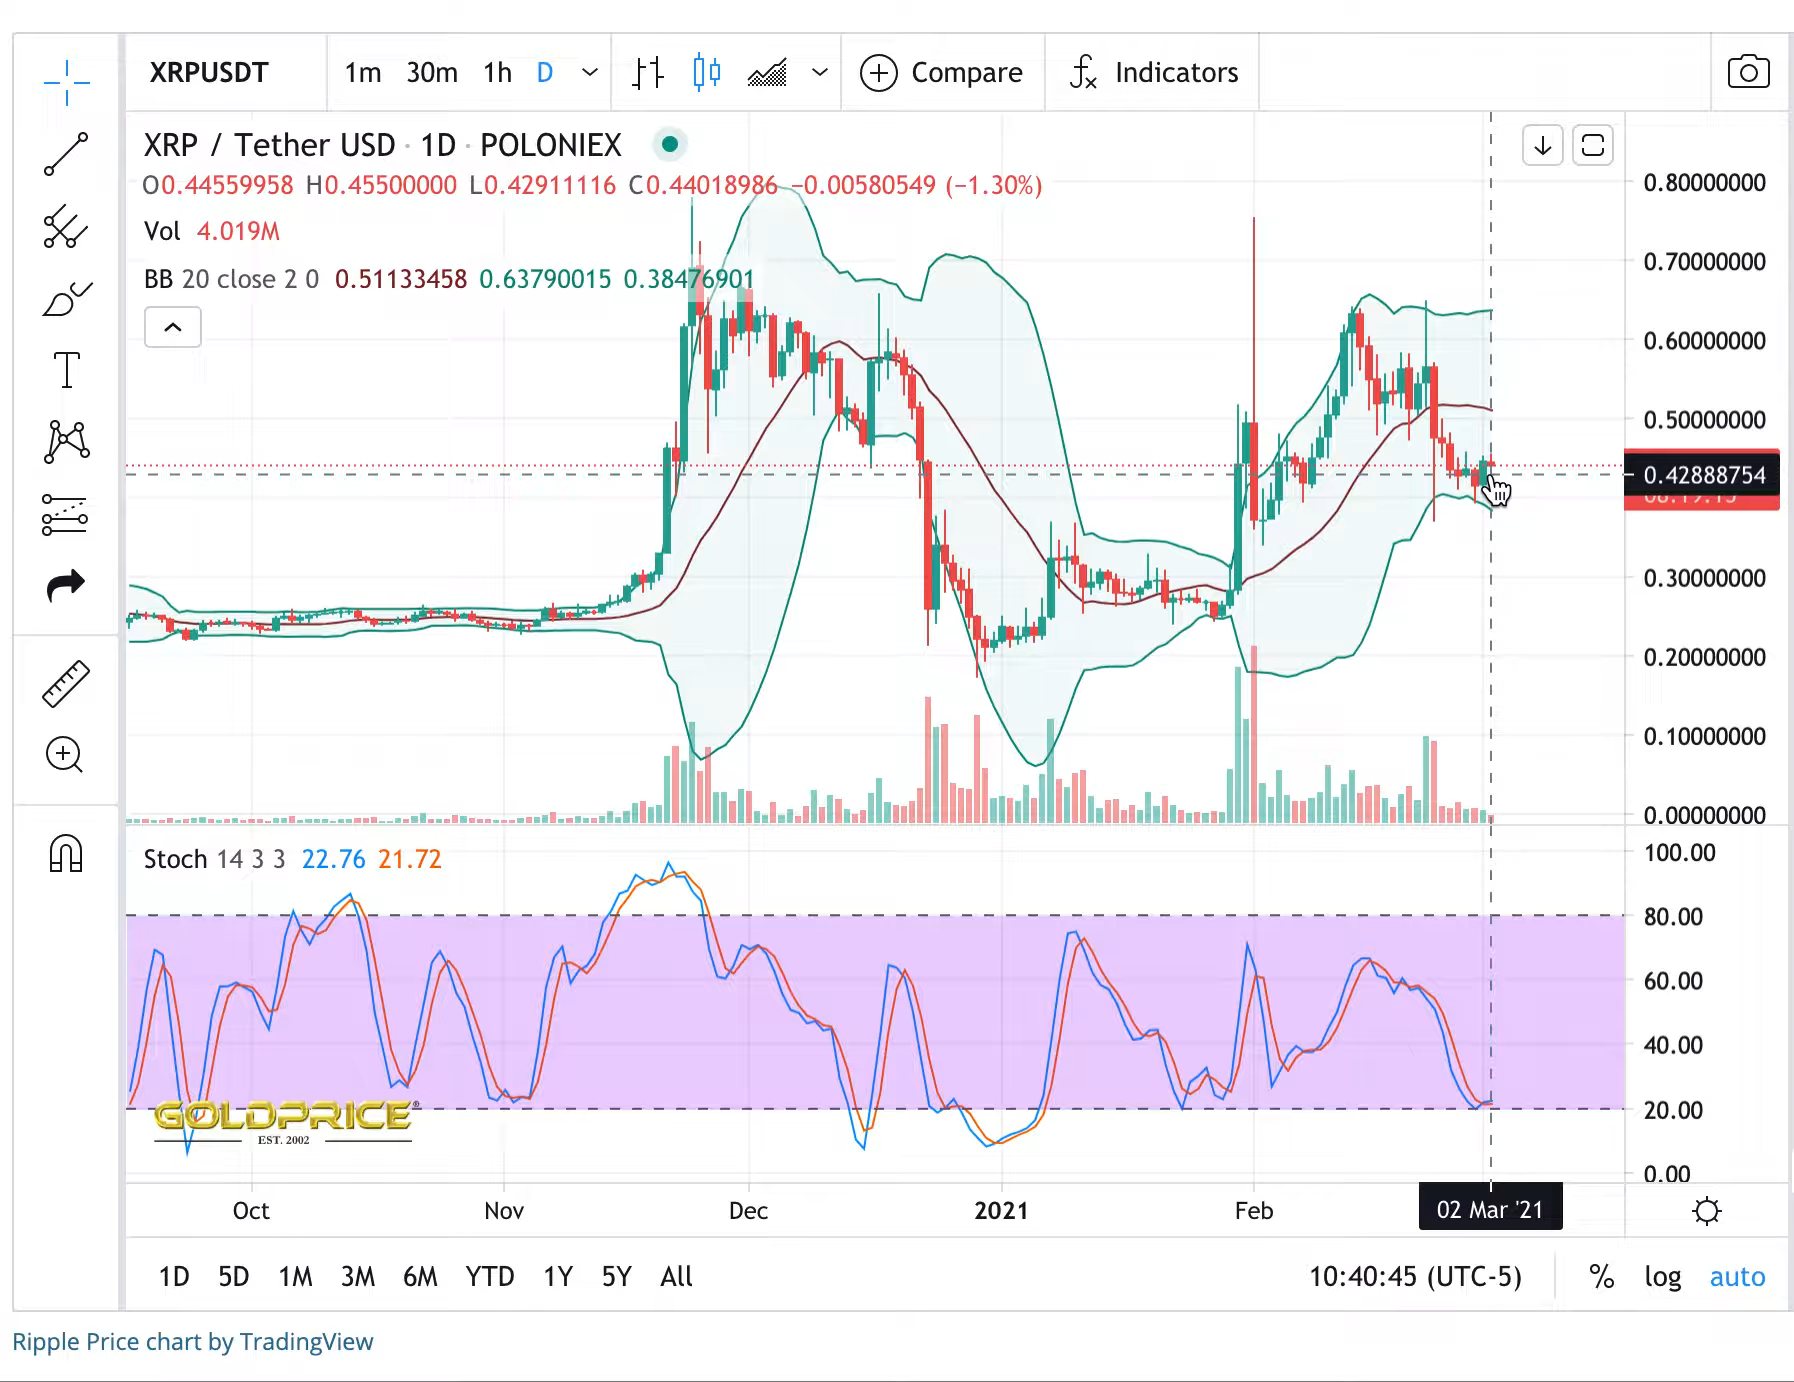 XRPUSDT 1m 30m 1h D Compare Indicators
XRP / Tether USD · 1D · POLONIEX
O0.44559958 H0.45500000 L0.42911116 C0.44018986 −0.00580549 (−1.30%)
Vol 4.019M
BB 20 close 2 0 0.51133458 0.63790015 0.38476901
0.80000000
0.70000000
0.60000000
0.50000000
0.42888754
0.30000000
0.20000000
0.10000000
0.00000000
Stoch 14 3 3 22.76 21.72
100.00
80.00
60.00
40.00
20.00
0.00
GOLDPRICE®
EST. 2002
Oct Nov Dec 2021 Feb 02 Mar '21
1D 5D 1M 3M 6M YTD 1Y 5Y All 10:40:45 (UTC-5) % log auto
Ripple Price chart by TradingView